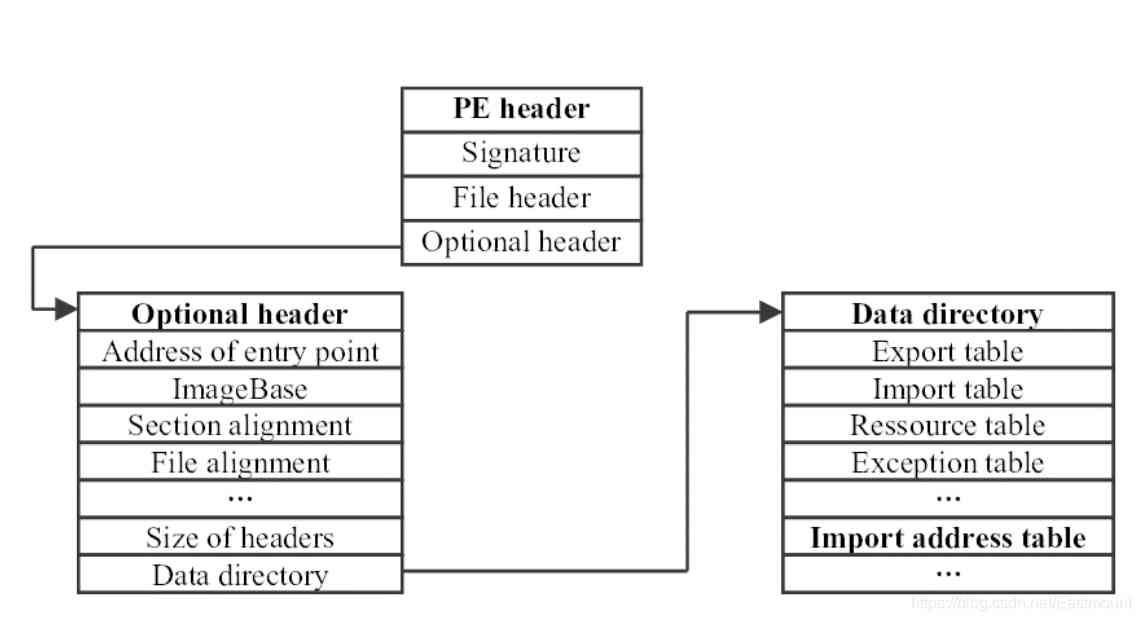 PE header
Signature
File header
Optional header
Optional header
Address of entry point
ImageBase
Section alignment
File alignment
...
Size of headers
Data directory
Data directory
Export table
Import table
Ressource table
Exception table
...
Import address table
...
https://blog.csdn.net/Eastmount